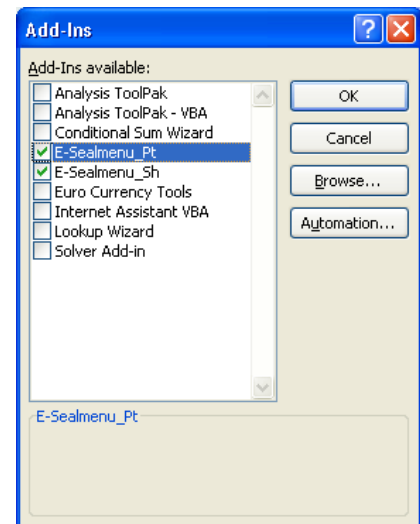 Add-Ins
Add-Ins available:
Analysis ToolPak
Analysis ToolPak - VBA
Conditional Sum Wizard
E-Sealmenu_Pt
E-Sealmenu_Sh
Euro Currency Tools
Internet Assistant VBA
Lookup Wizard
Solver Add-in
OK
Cancel
Browse...
Automation...
E-Sealmenu_Pt